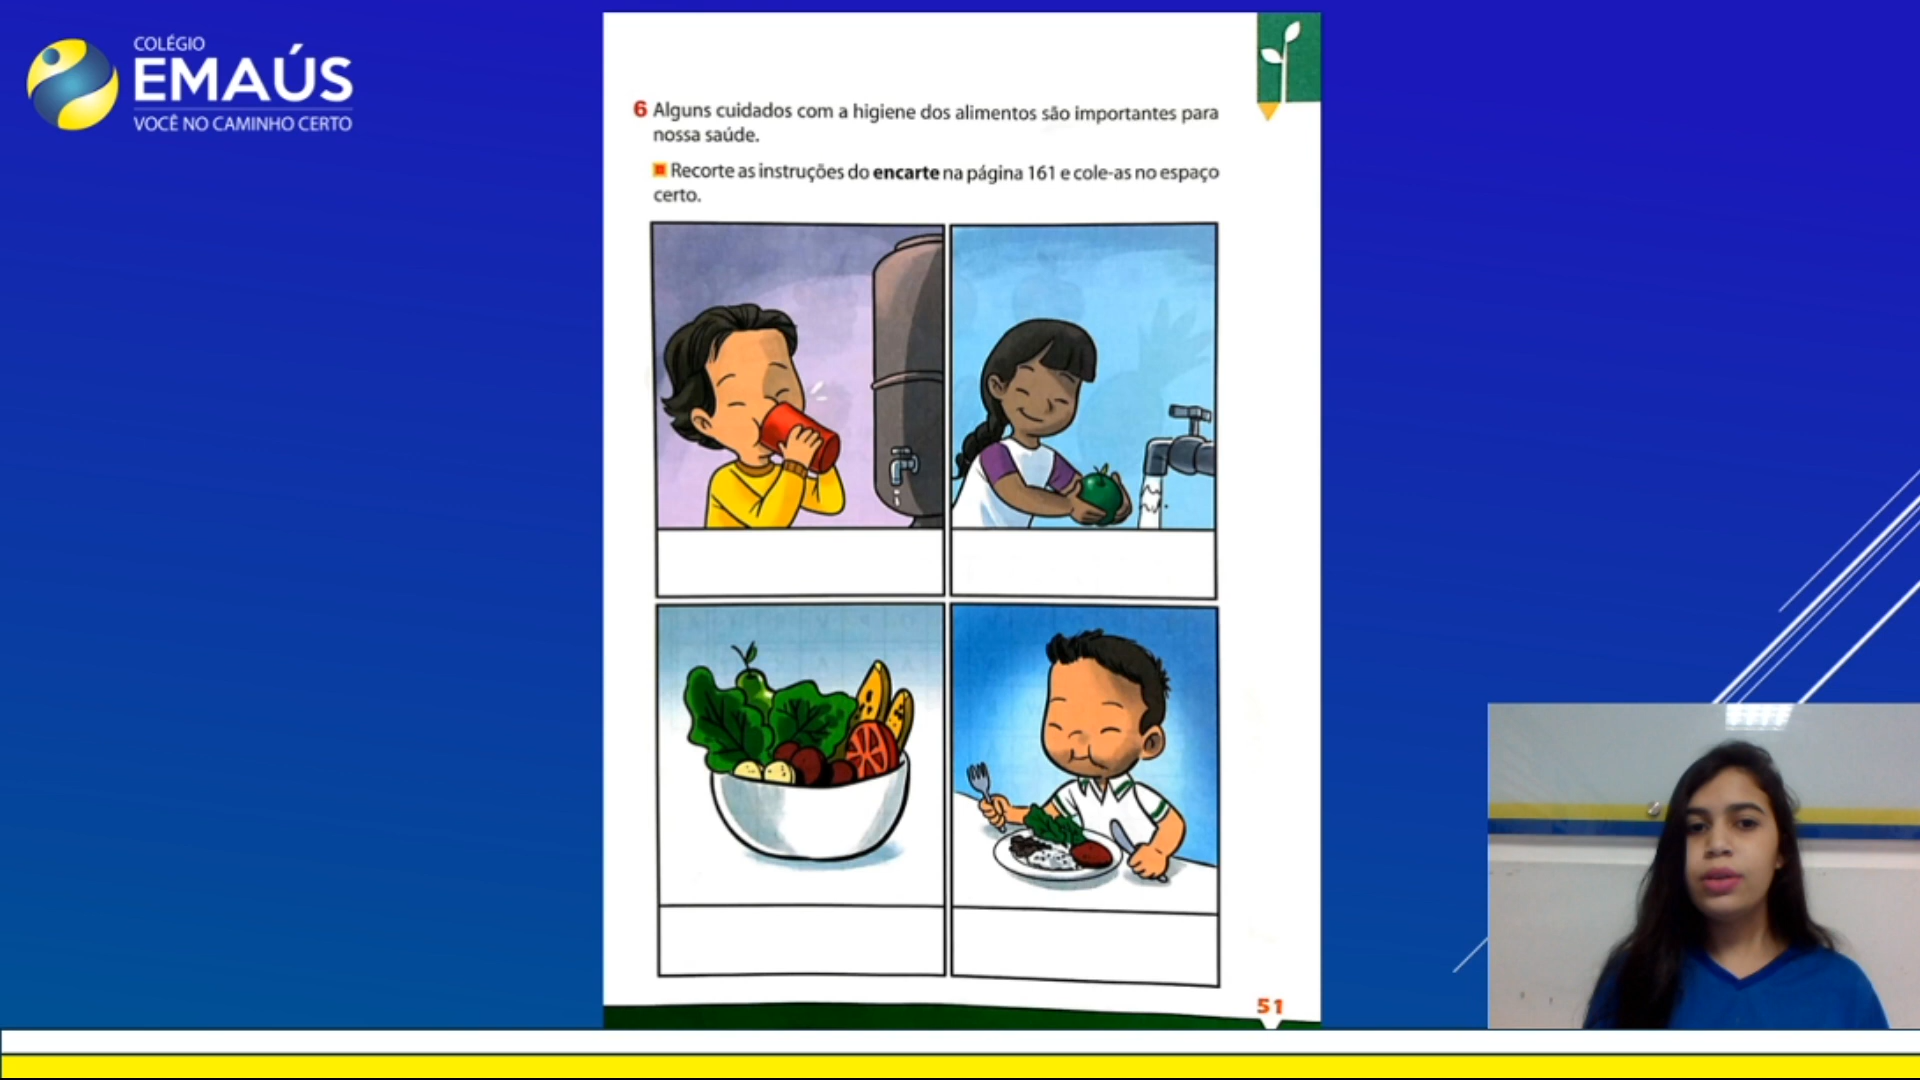 COLÉGIO
EMAÚS
VOCÊ NO CAMINHO CERTO
6 Alguns cuidados com a higiene dos alimentos são importantes para
nossa saúde.
Recorte as instruções do encarte na página 161 e cole-as no espaço
certo.
51